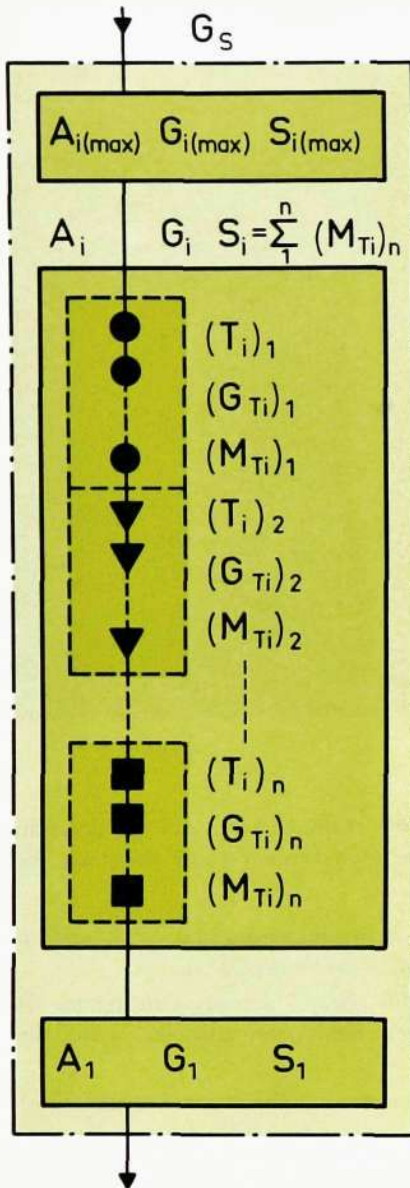 G_S
A_i(max) G_i(max) S_i(max)
A_i G_i S_i = ∑_1^n (M_Ti)_n
(T_i)_1
(G_Ti)_1
(M_Ti)_1
(T_i)_2
(G_Ti)_2
(M_Ti)_2
(T_i)_n
(G_Ti)_n
(M_Ti)_n
A_1 G_1 S_1